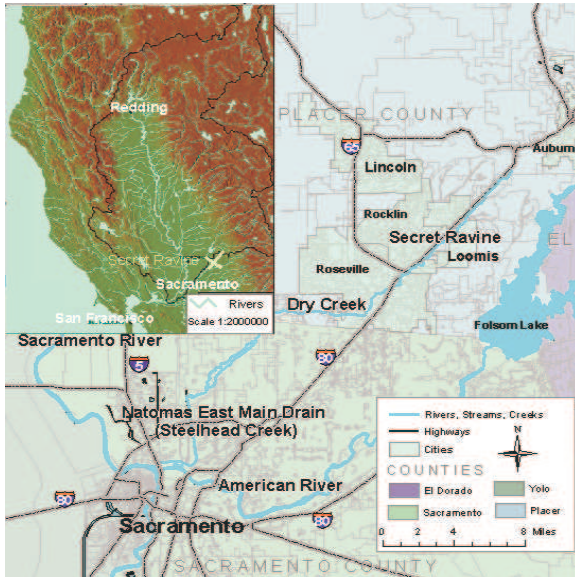 Redding
PLACER COUNTY
65
Auburn
Lincoln
Rocklin
Secret Ravine
EL
Loomis
Secret Ravine
Roseville
Sacramento
Rivers
Dry Creek
San Francisco
Scale 1:2000000
Folsom Lake
Sacramento River
5
80
Natomas East Main Drain
(Steelhead Creek)
Rivers, Streams, Creeks
Highways
N
Cities
COUNTIES
American River
El Dorado
Yolo
80
Sacramento
Placer
Sacramento
80
0 2 4 8
Miles
SACRAMENTO COUNTY